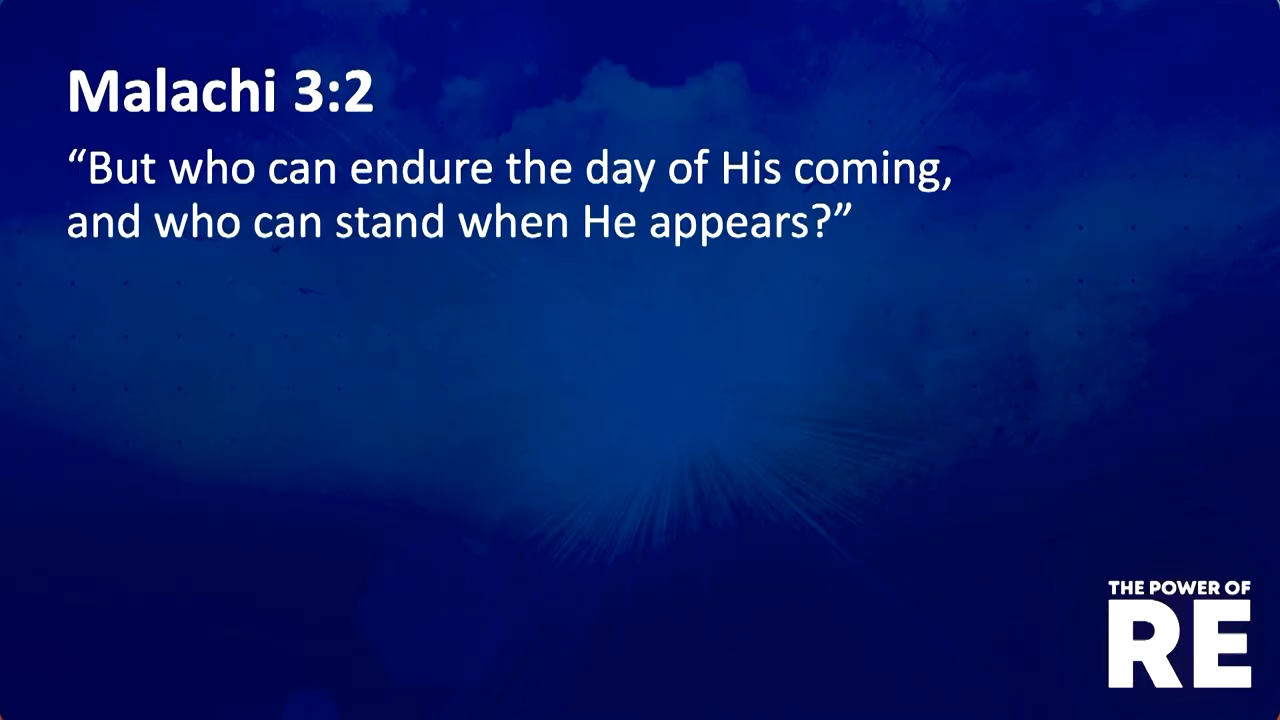 Malachi 3:2
“But who can endure the day of His coming,
and who can stand when He appears?”
THE POWER OF
RE